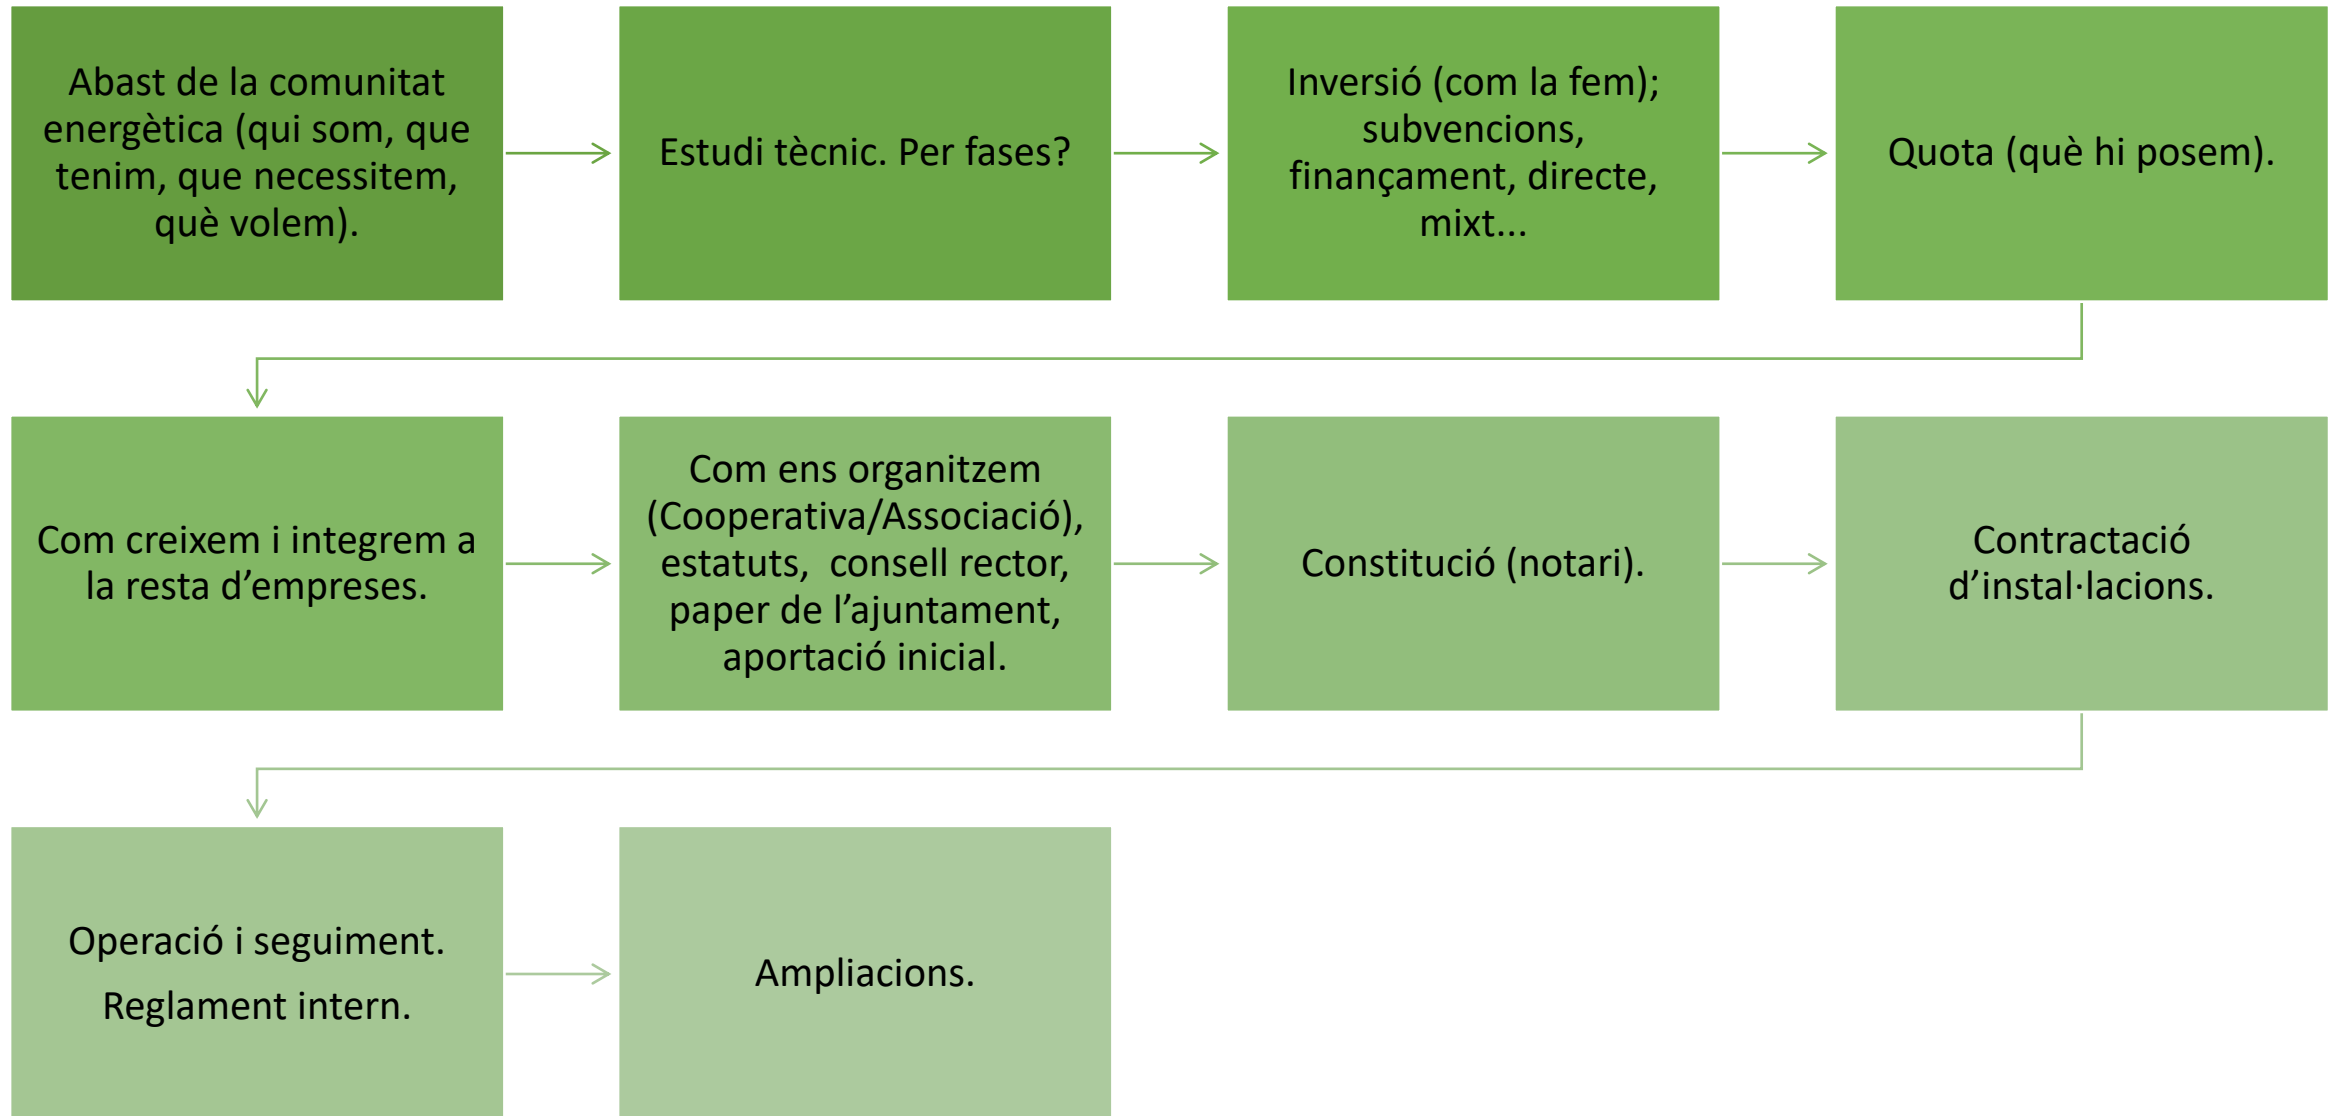 Abast de la comunitat
energètica (qui som, que
tenim, que necessitem,
què volem).
Estudi tècnic. Per fases?
Inversió (com la fem);
subvencions,
finançament, directe,
mixt...
Quota (què hi posem).
Com creixem i integrem a
la resta d’empreses.
Com ens organitzem
(Cooperativa/Associació),
estatuts,  consell rector,
paper de l’ajuntament,
aportació inicial.
Constitució (notari).
Contractació
d’instal·lacions.
Operació i seguiment.
Reglament intern.
Ampliacions.